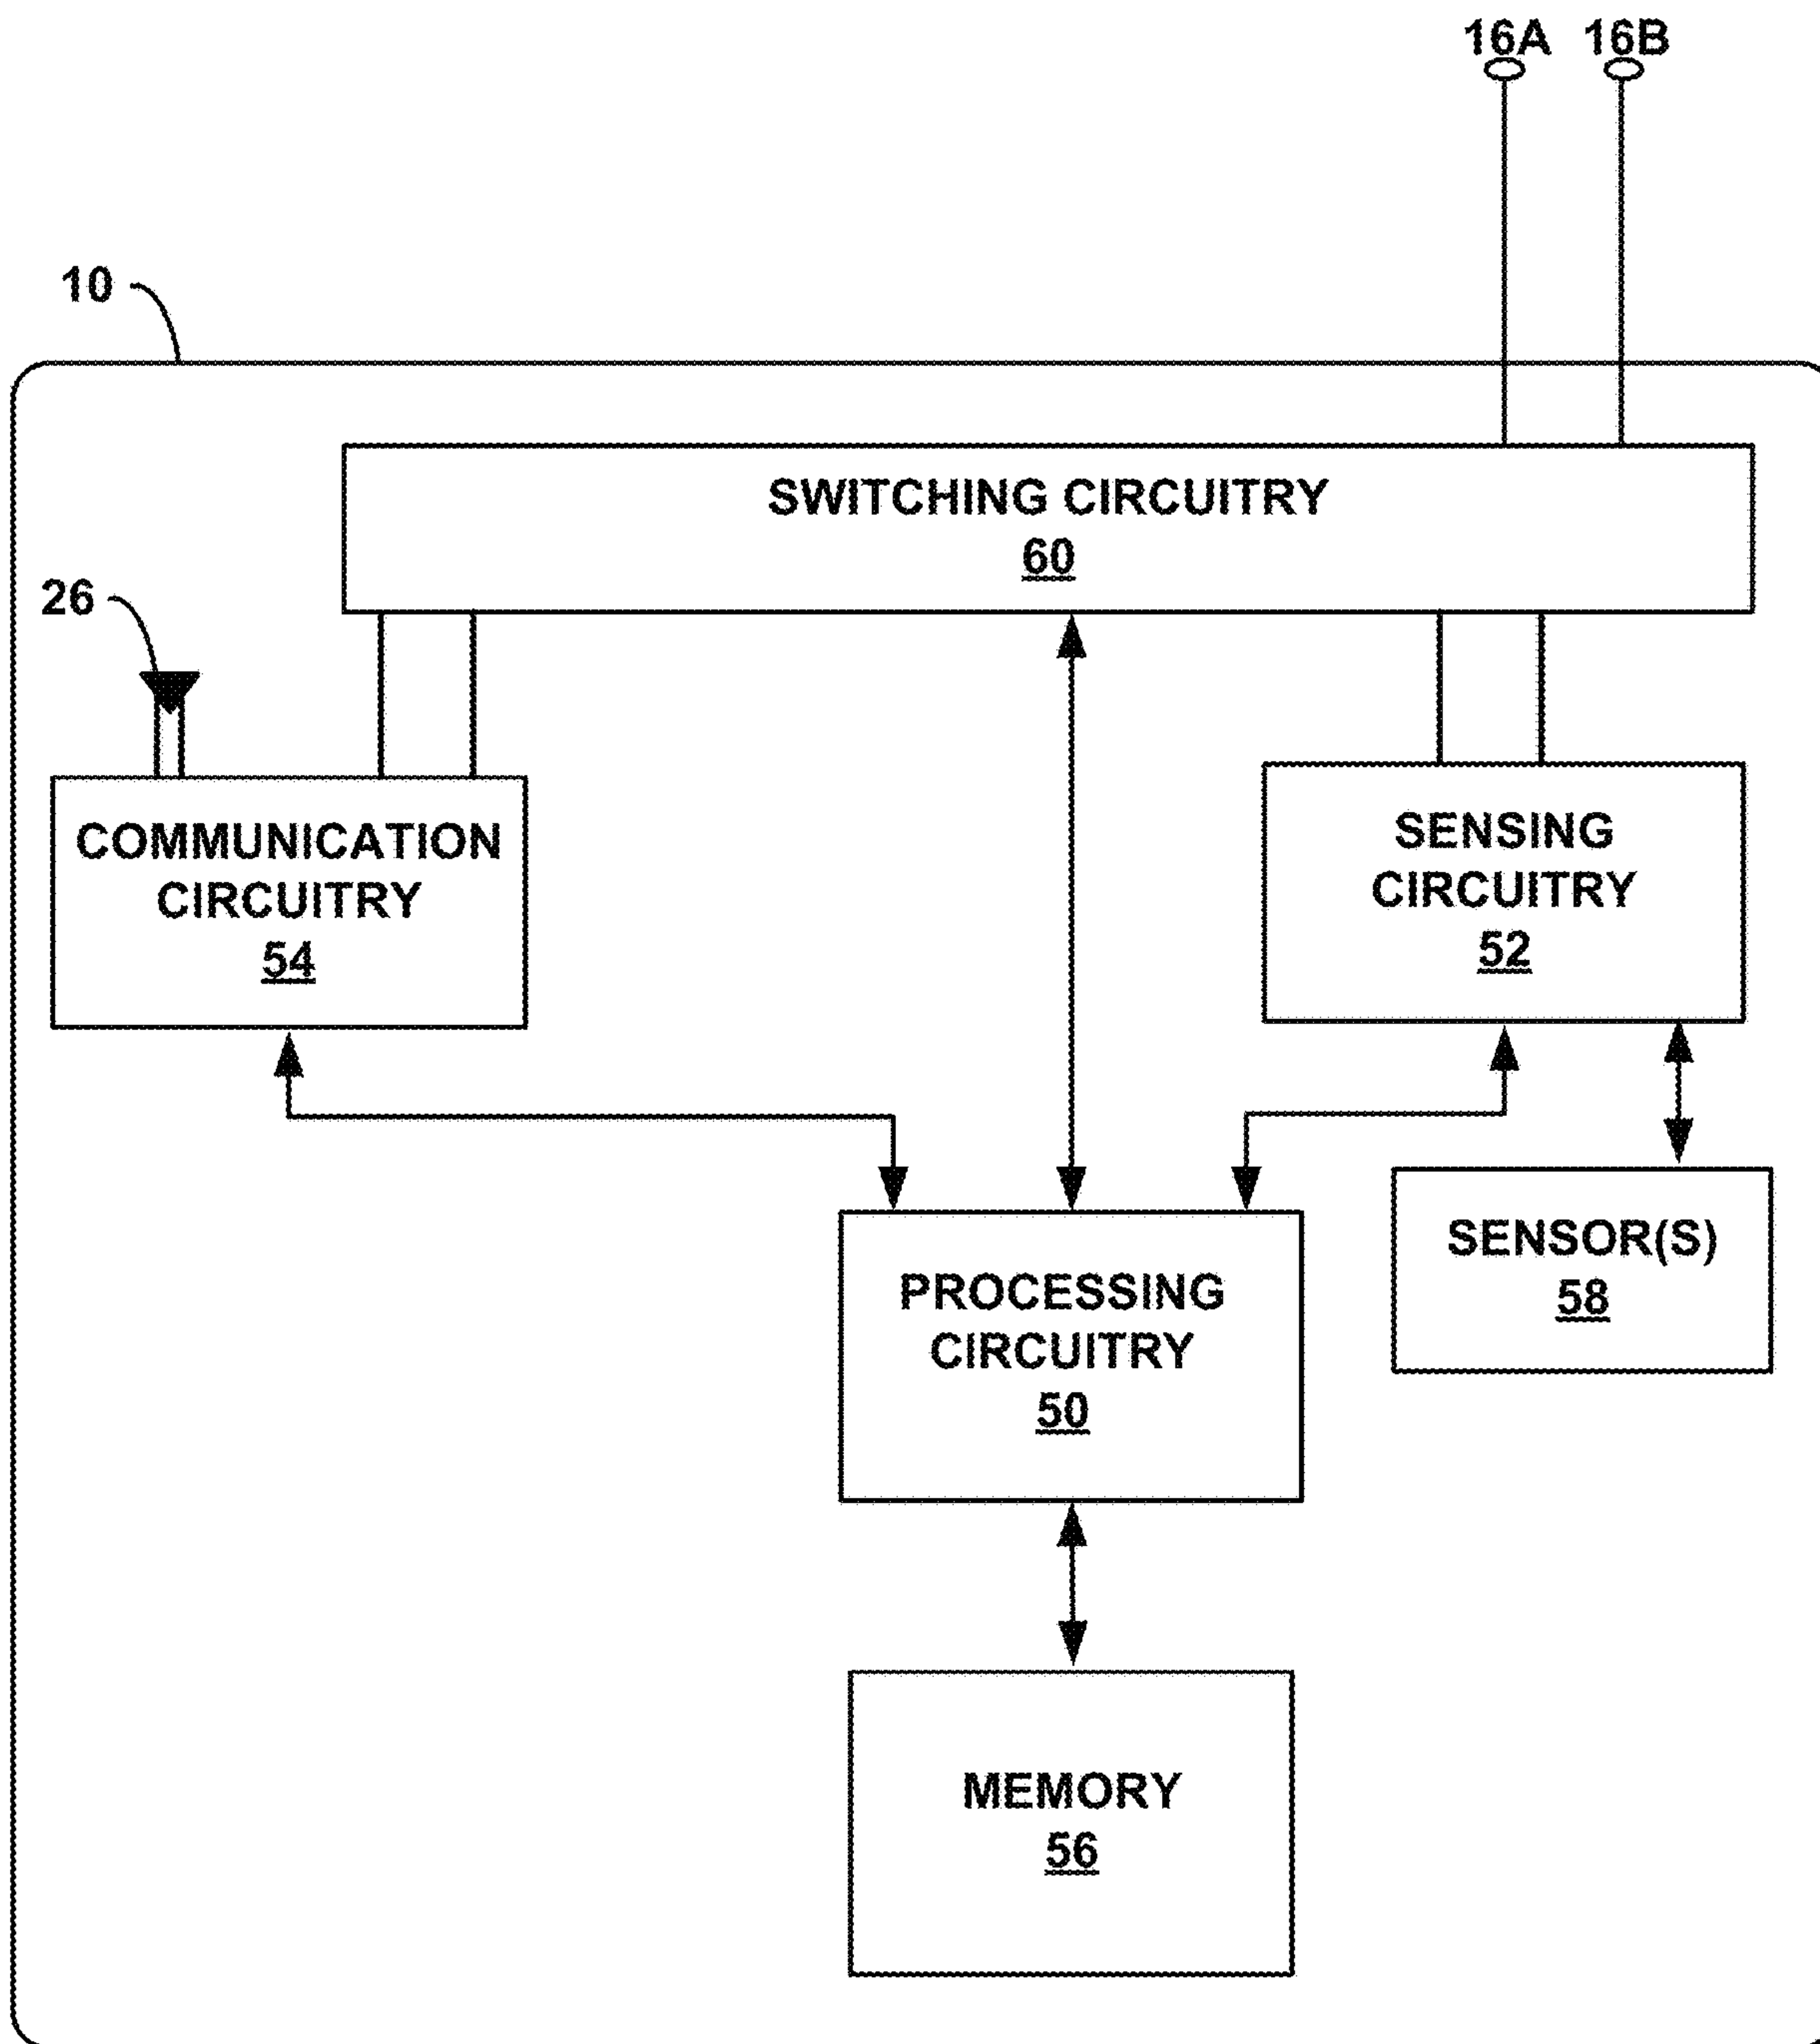 16A 16B
10
SWITCHING CIRCUITRY
60
26
COMMUNICATION
CIRCUITRY
54
SENSING
CIRCUITRY
52
PROCESSING
CIRCUITRY
50
SENSOR(S)
58
MEMORY
56